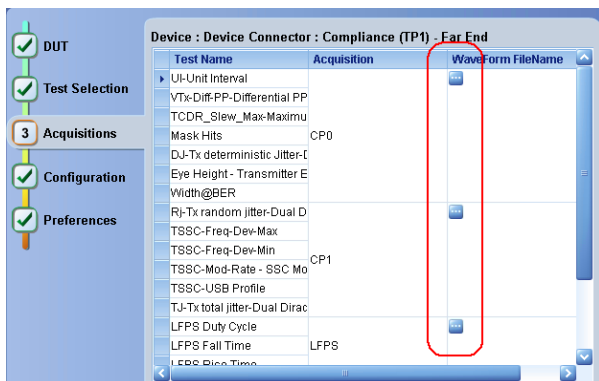 DUT
Test Selection
3 Acquisitions
Configuration
Preferences
Device : Device Connector : Compliance (TP1) - Far End
Test Name Acquisition WaveForm FileName
UI-Unit Interval
VTx-Diff-PP-Differential PP
TCDR_Slew_Max-Maximu
Mask Hits CP0
DJ-Tx deterministic Jitter-D
Eye Height - Transmitter E
Width@BER
Rj-Tx random jitter-Dual D
TSSC-Freq-Dev-Max
TSSC-Freq-Dev-Min
CP1
TSSC-Mod-Rate - SSC Mo
TSSC-USB Profile
TJ-Tx total jitter-Dual Dirac
LFPS Duty Cycle
LFPS Fall Time LFPS
LFPS Rise Time